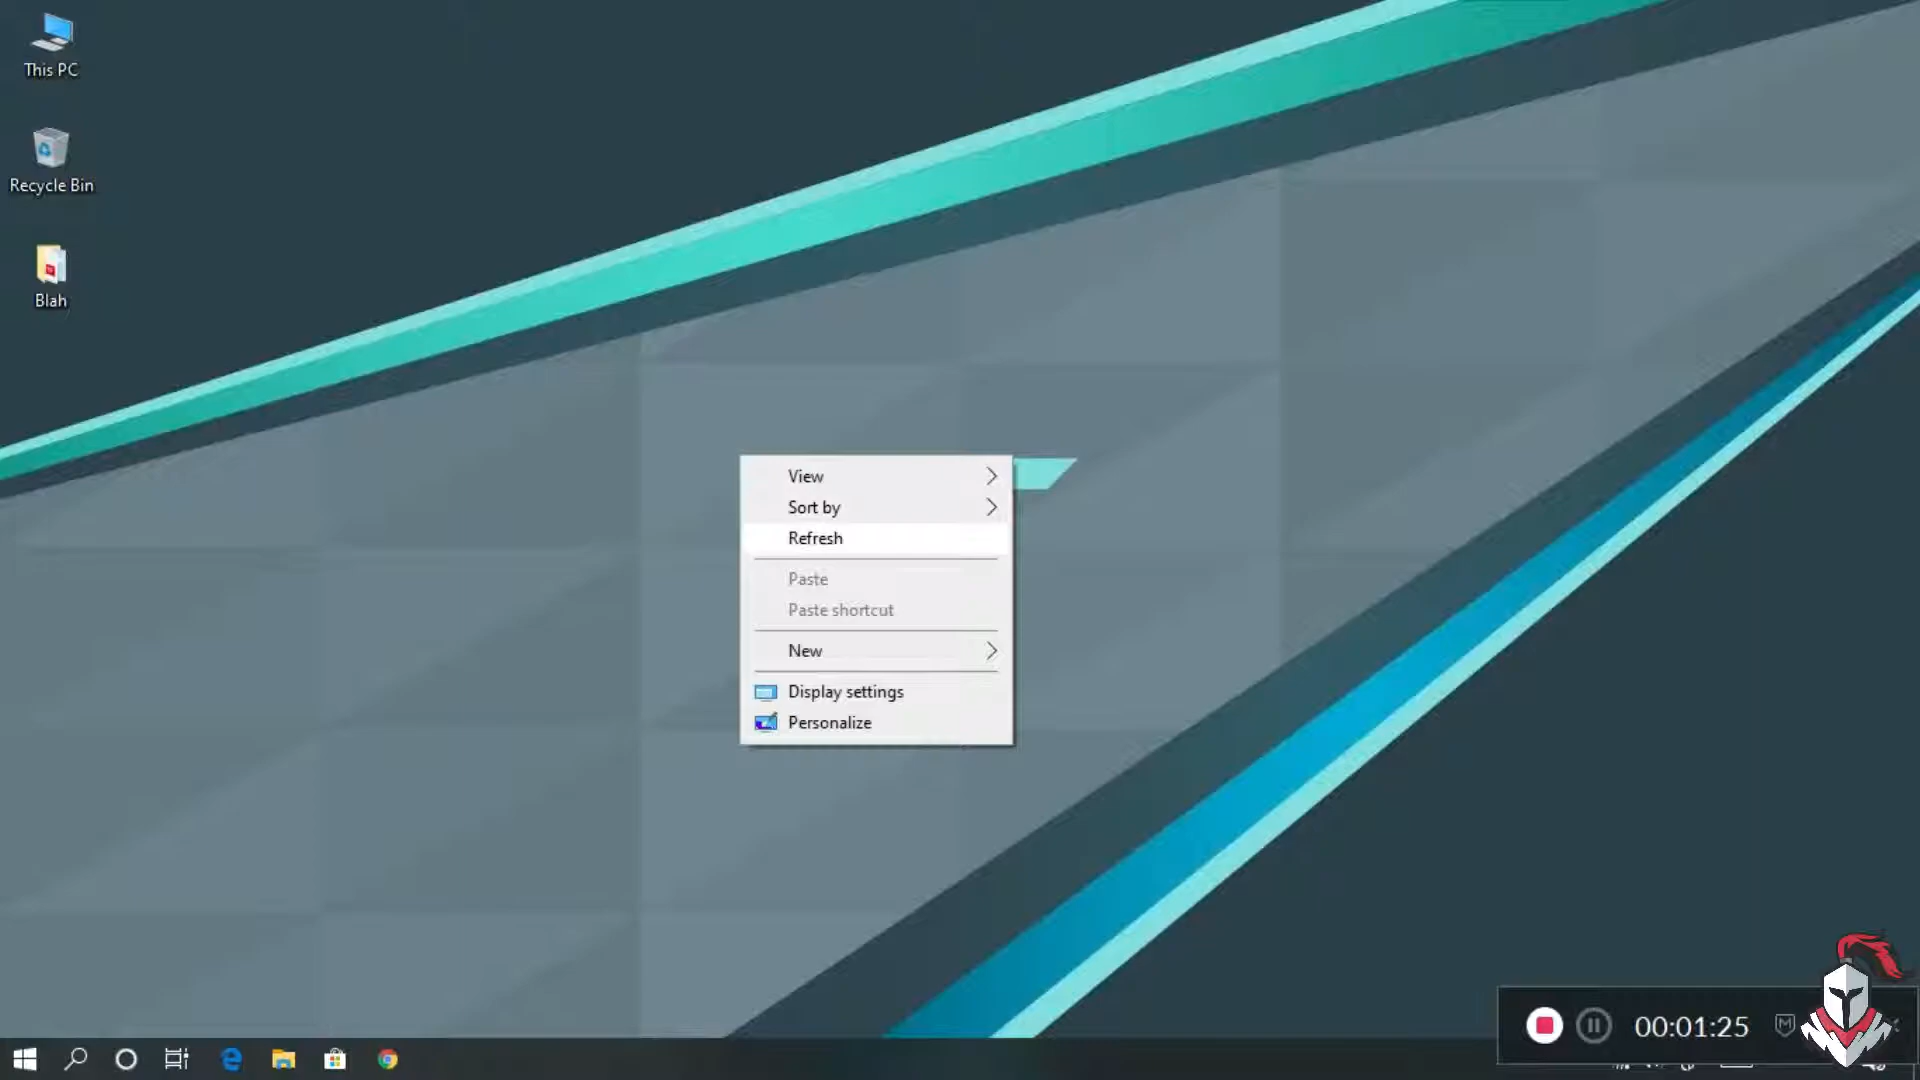 This PC
Recycle Bin
Blah
View
Sort by
Refresh
Paste
Paste shortcut
New
Display settings
Personalize
00:01:25